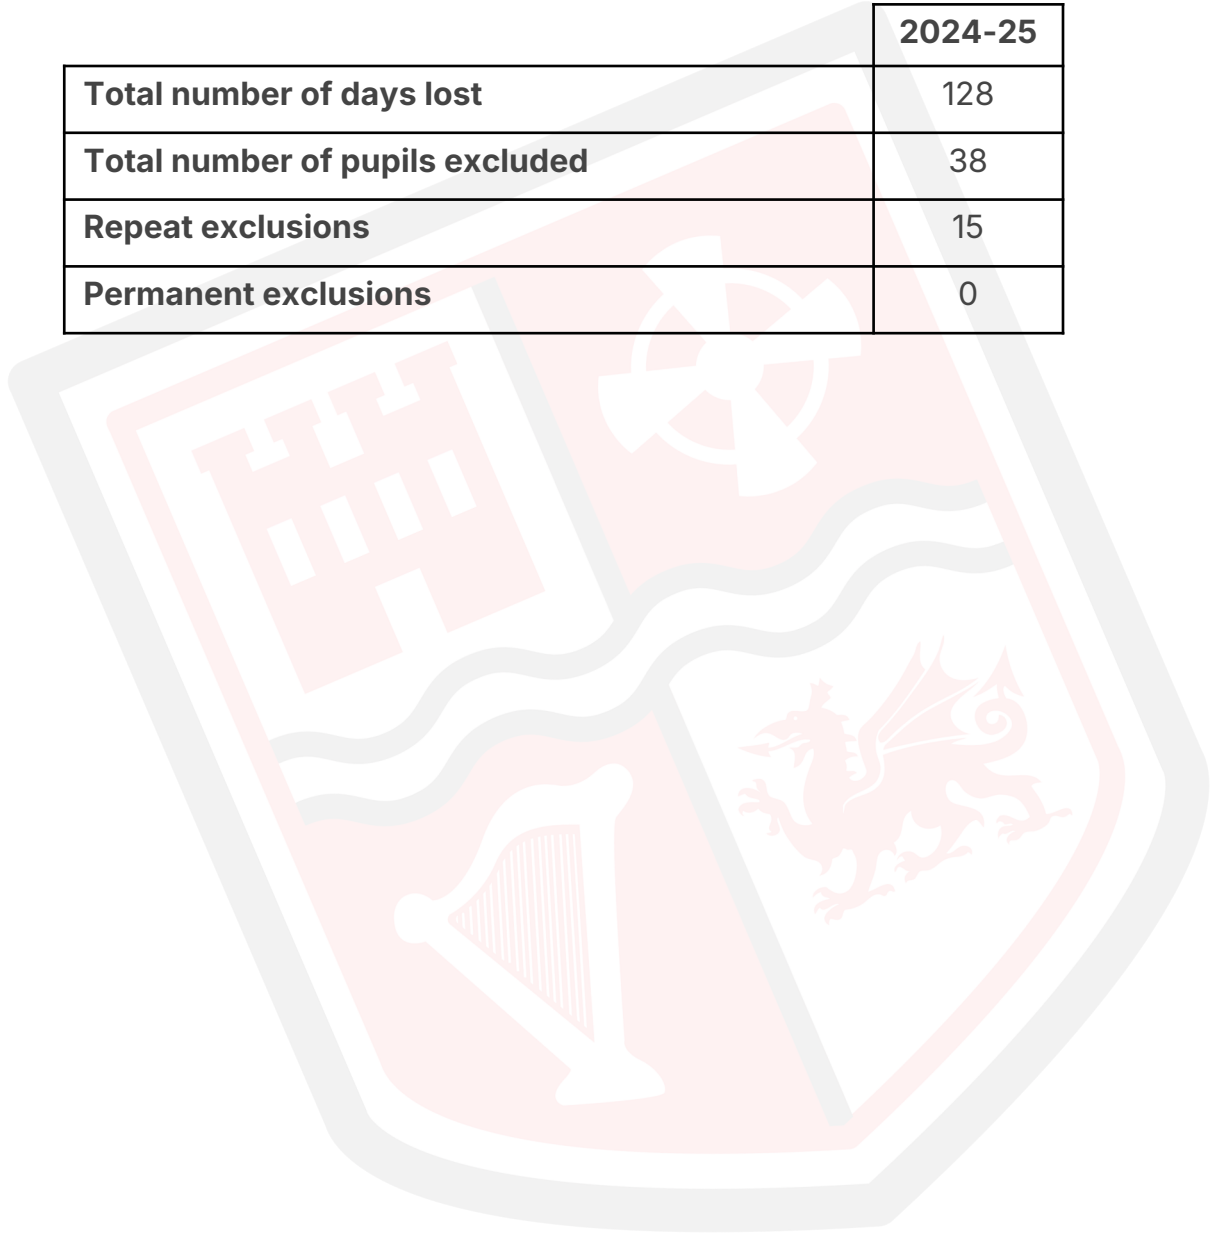 2024-25
Total number of days lost 128
Total number of pupils excluded 38
Repeat exclusions 15
Permanent exclusions 0